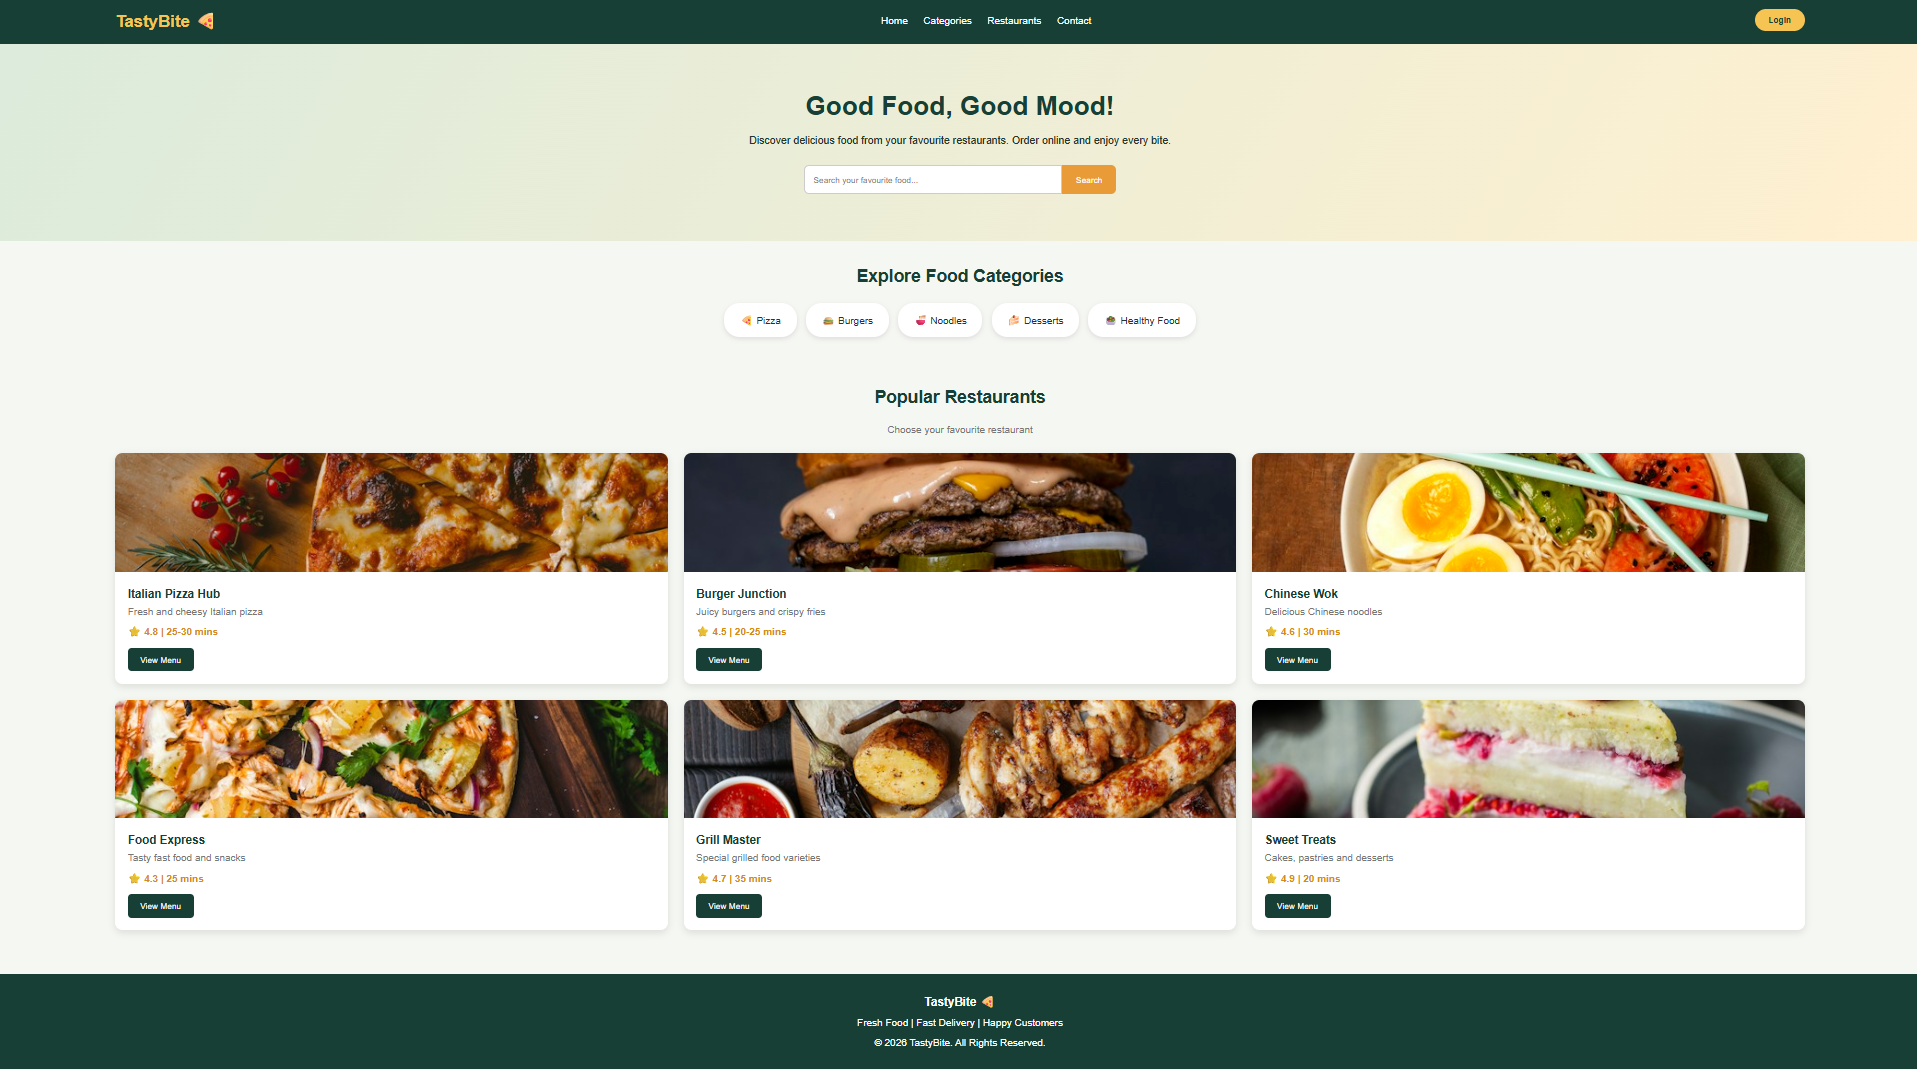 TastyBite 🍕
Home Categories Restaurants Contact
Login
Good Food, Good Mood!
Discover delicious food from your favourite restaurants. Order online and enjoy every bite.
Search your favourite food...
Search
Explore Food Categories
🍕 Pizza
🍔 Burgers
🍜 Noodles
🍰 Desserts
🥗 Healthy Food
Popular Restaurants
Choose your favourite restaurant
Italian Pizza Hub
Fresh and cheesy Italian pizza
⭐ 4.8 | 25-30 mins
View Menu
Burger Junction
Juicy burgers and crispy fries
⭐ 4.5 | 20-25 mins
View Menu
Chinese Wok
Delicious Chinese noodles
⭐ 4.6 | 30 mins
View Menu
Food Express
Tasty fast food and snacks
⭐ 4.3 | 25 mins
View Menu
Grill Master
Special grilled food varieties
⭐ 4.7 | 35 mins
View Menu
Sweet Treats
Cakes, pastries and desserts
⭐ 4.9 | 20 mins
View Menu
TastyBite 🍕
Fresh Food | Fast Delivery | Happy Customers
© 2026 TastyBite. All Rights Reserved.